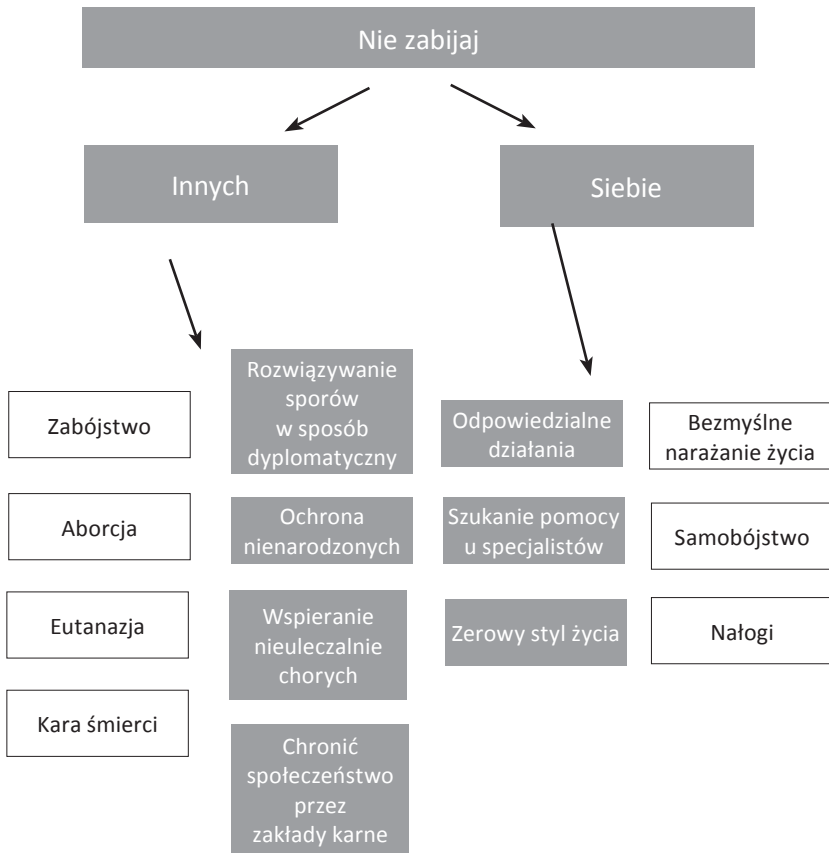 Nie zabijaj
Innych
Siebie
Zabójstwo
Aborcja
Eutanazja
Kara śmierci
Rozwiązywanie
sporów
w sposób
dyplomatyczny
Ochrona
nienarodzonych
Wspieranie
nieuleczalnie
chorych
Chronić
społeczeństwo
przez
zakłady karne
Odpowiedzialne
działania
Szukanie pomocy
u specjalistów
Zerowy styl życia
Bezmyślne
narażanie życia
Samobójstwo
Nałogi